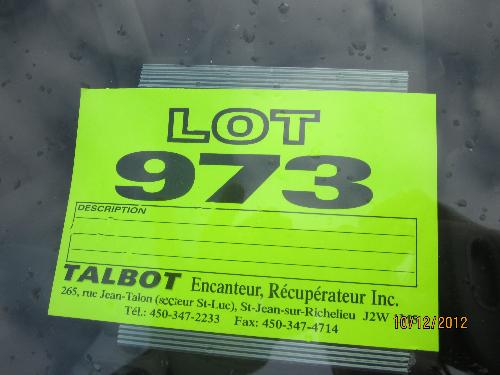 LOT
973
DESCRIPTION
TALBOT Encanteur, Récupérateur Inc.
265, rue Jean-Talon (secteur St-Luc), St-Jean-sur-Richelieu J2W
Tél.: 450-347-2233 Fax: 450-347-4714
10/12/2012